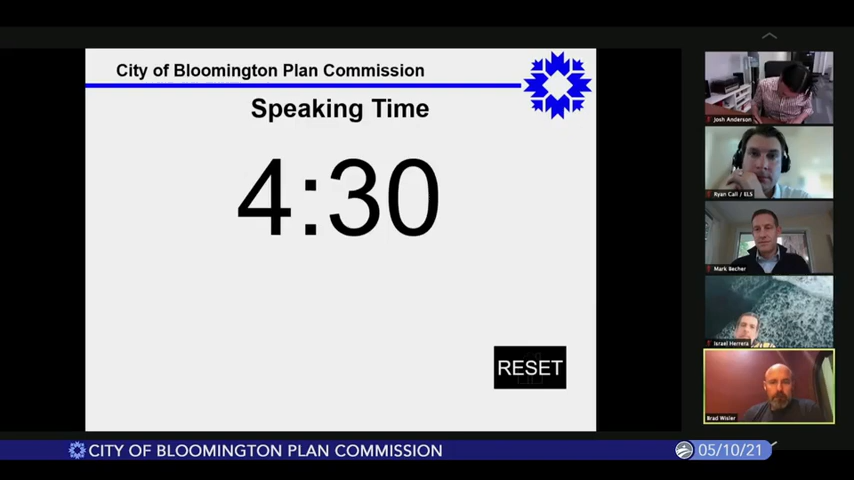 City of Bloomington Plan Commission
Speaking Time
4:30
RESET
Josh Anderson
Ryan Call / SLS
Mark Becher
Israel Herrera
Brad Wisler
CITY OF BLOOMINGTON PLAN COMMISSION
05/10/21